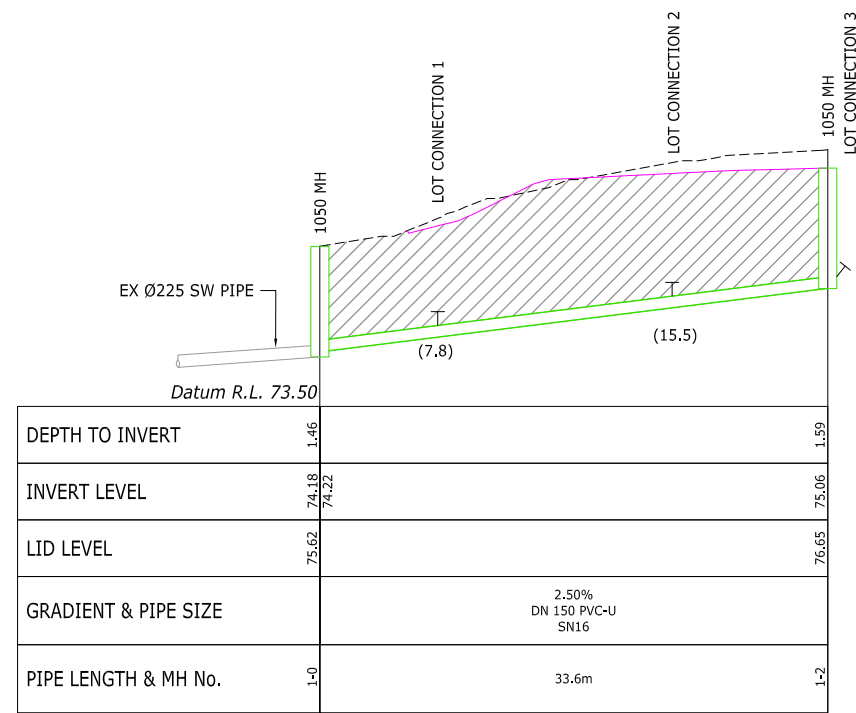 LOT CONNECTION 1
LOT CONNECTION 2
1050 MH
LOT CONNECTION 3
1050 MH
EX Ø225 SW PIPE
(7.8)
(15.5)
Datum R.L. 73.50
DEPTH TO INVERT 1.46 1.59
INVERT LEVEL 74.18 74.22 75.06
LID LEVEL 75.62 76.65
GRADIENT & PIPE SIZE
2.50%
DN 150 PVC-U
SN16
PIPE LENGTH & MH No. 1-0 33.6m 1-2